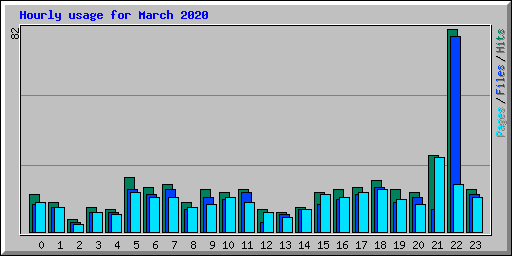 Hourly usage for March 2020
82
Pages/Files/Hits
0 1 2 3 4 5 6 7 8 9 10 11 12 13 14 15 16 17 18 19 20 21 22 23